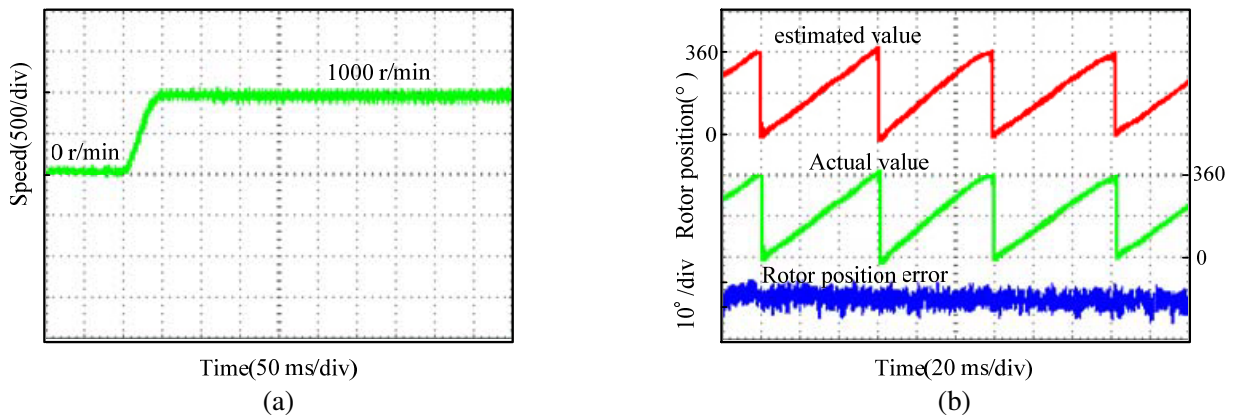 Speed(500/div)
0 r/min
1000 r/min
Time(50 ms/div)
(a)
10°/div Rotor position(°)
360
0
estimated value
Actual value
360
0
Rotor position error
Time(20 ms/div)
(b)